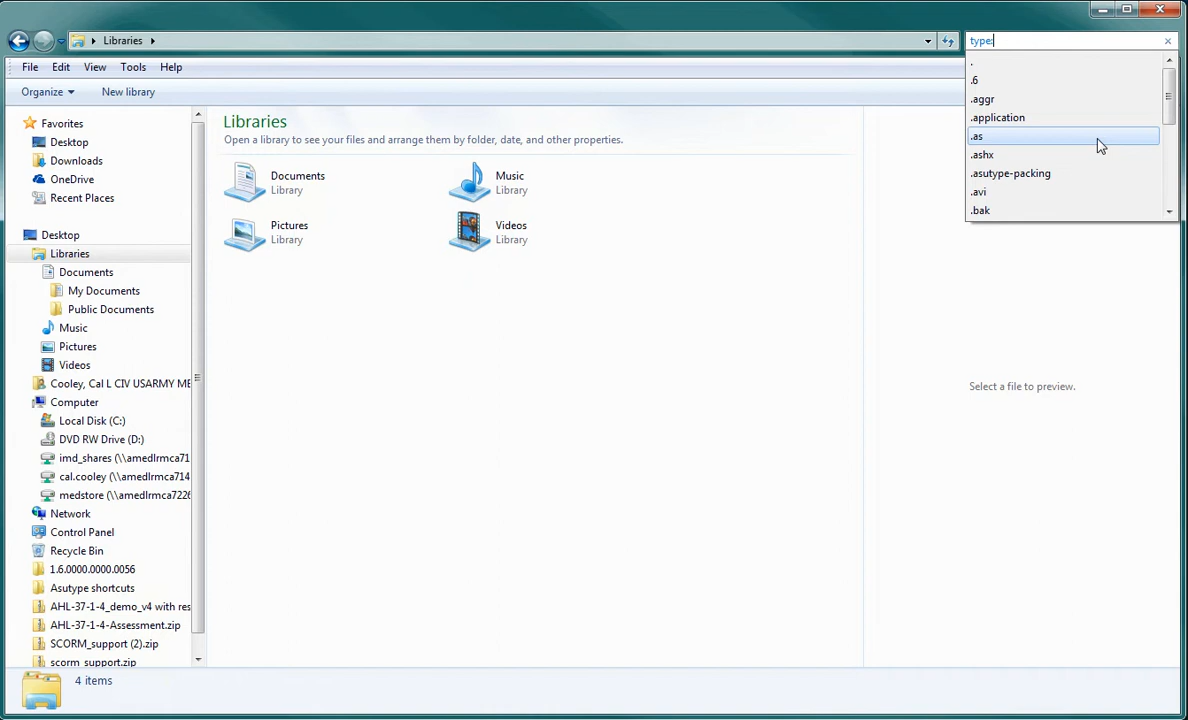 Libraries
type:
File Edit View Tools Help
Organize New library
.
.6
.aggr
.application
.as
.ashx
.asutype-packing
.avi
.bak
Favorites
Desktop
Downloads
OneDrive
Recent Places
Desktop
Libraries
Documents
My Documents
Public Documents
Music
Pictures
Videos
Cooley, Cal L CIV USARMY ME
Computer
Local Disk (C:)
DVD RW Drive (D:)
imd_shares (\\amedlrmca71
cal.cooley (\\amedlrmca714
medstore (\\amedlrmca7226
Network
Control Panel
Recycle Bin
1.6.0000.0000.0056
Asutype shortcuts
AHL-37-1-4_demo_v4 with res
AHL-37-1-4-Assessment.zip
SCORM_support (2).zip
scorm_support.zip
Libraries
Open a library to see your files and arrange them by folder, date, and other properties.
Documents
Library
Music
Library
Pictures
Library
Videos
Library
Select a file to preview.
4 items